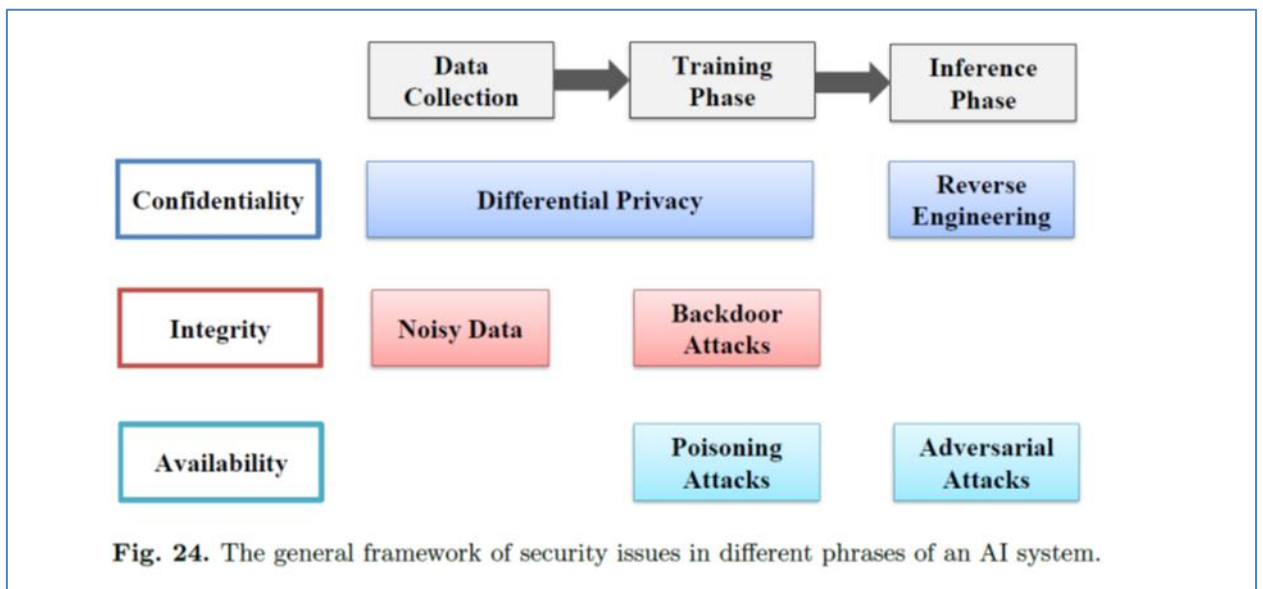 Data
Collection
Training
Phase
Inference
Phase
Confidentiality
Differential Privacy
Reverse
Engineering
Integrity
Noisy Data
Backdoor
Attacks
Availability
Poisoning
Attacks
Adversarial
Attacks
Fig. 24. The general framework of security issues in different phrases of an AI system.